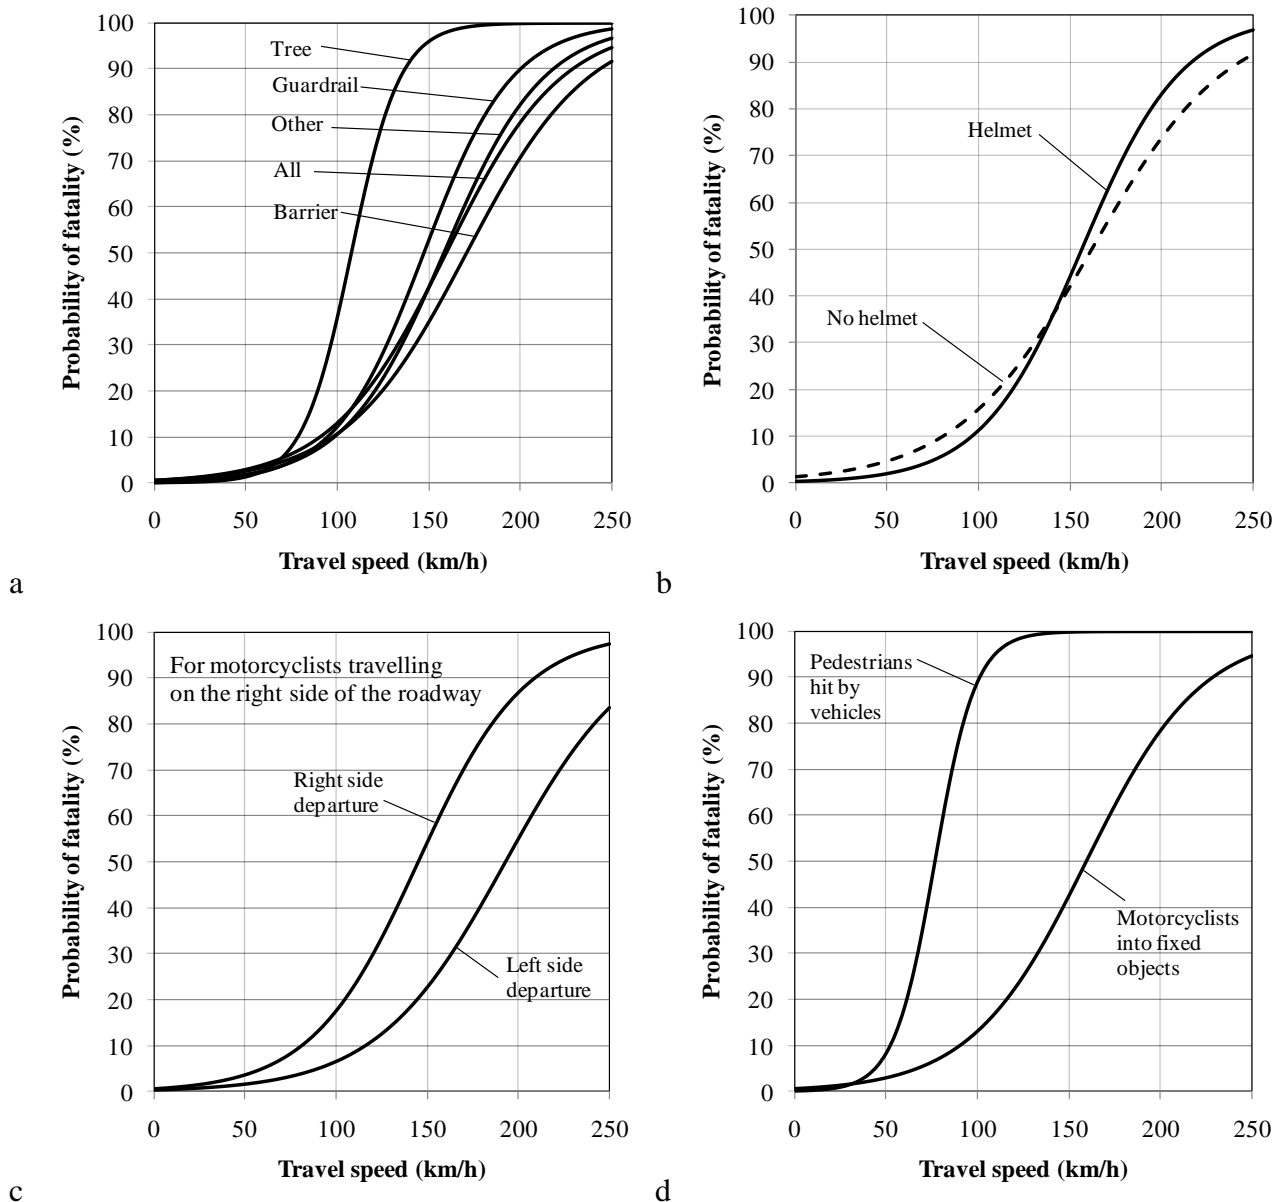 100
90
80
70
60
50
40
30
20
10
0
Probability of fatality (%)
Tree
Guardrail
Other
All
Barrier
0 50 100 150 200 250
Travel speed (km/h)
a
100
90
80
70
60
50
40
30
20
10
0
Probability of fatality (%)
Helmet
No helmet
0 50 100 150 200 250
Travel speed (km/h)
b
100
90
80
70
60
50
40
30
20
10
0
Probability of fatality (%)
For motorcyclists travelling
on the right side of the roadway
Right side
departure
Left side
departure
0 50 100 150 200 250
Travel speed (km/h)
c
100
90
80
70
60
50
40
30
20
10
0
Probability of fatality (%)
Pedestrians
hit by
vehicles
Motorcyclists
into fixed
objects
0 50 100 150 200 250
Travel speed (km/h)
d